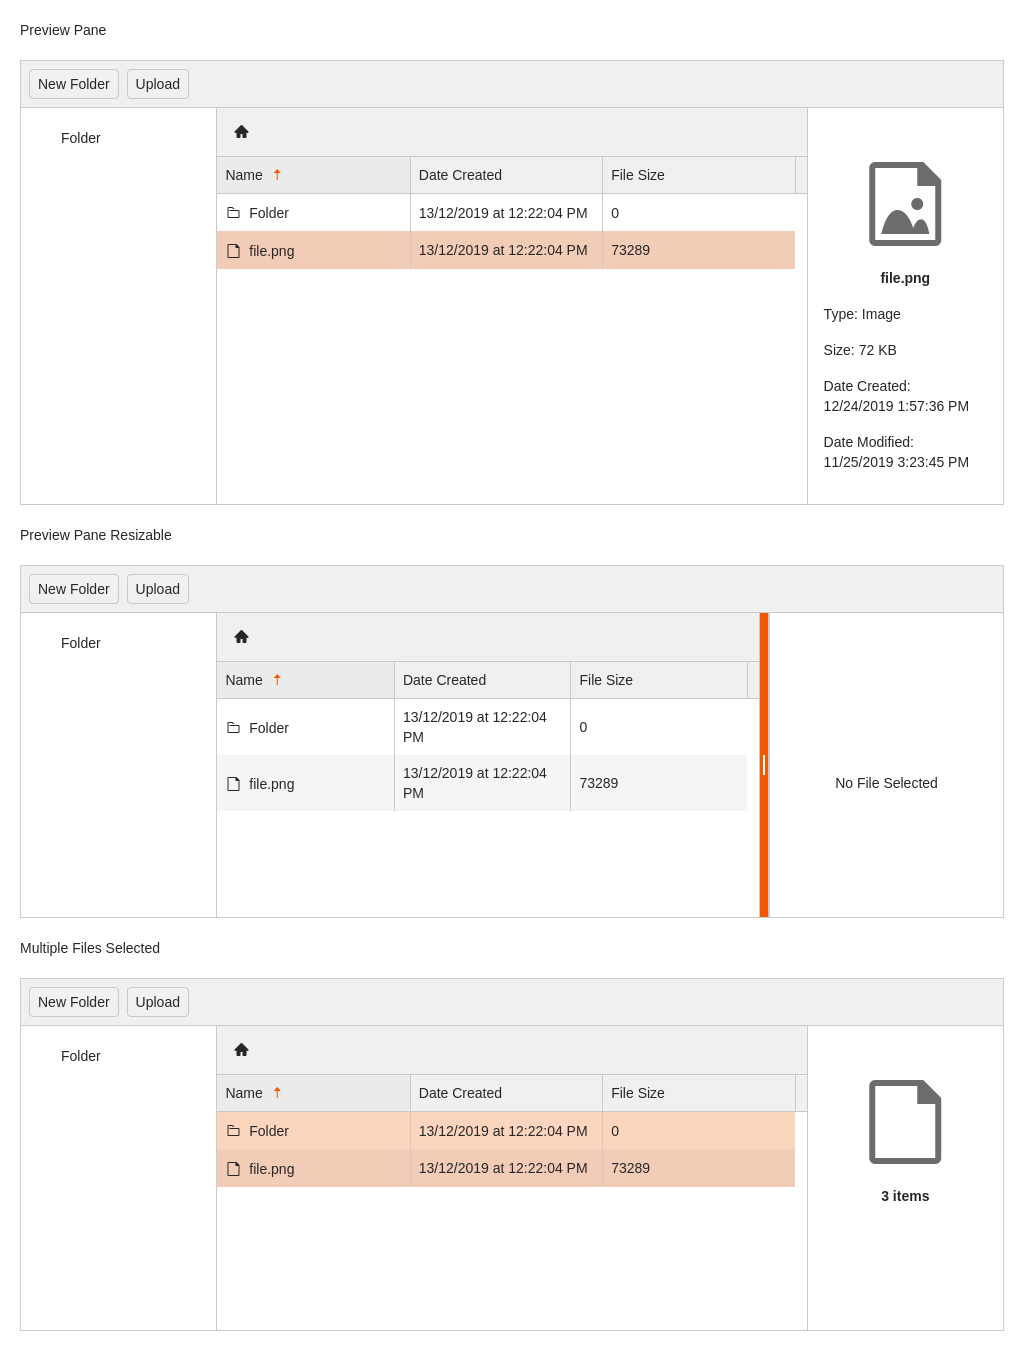 Preview Pane
New Folder Upload
Folder
Name Date Created File Size
Folder 13/12/2019 at 12:22:04 PM 0
file.png 13/12/2019 at 12:22:04 PM 73289
file.png
Type: Image
Size: 72 KB
Date Created:
12/24/2019 1:57:36 PM
Date Modified:
11/25/2019 3:23:45 PM
Preview Pane Resizable
New Folder Upload
Folder
Name Date Created File Size
Folder 13/12/2019 at 12:22:04 PM 0
file.png 13/12/2019 at 12:22:04 PM 73289
No File Selected
Multiple Files Selected
New Folder Upload
Folder
Name Date Created File Size
Folder 13/12/2019 at 12:22:04 PM 0
file.png 13/12/2019 at 12:22:04 PM 73289
3 items